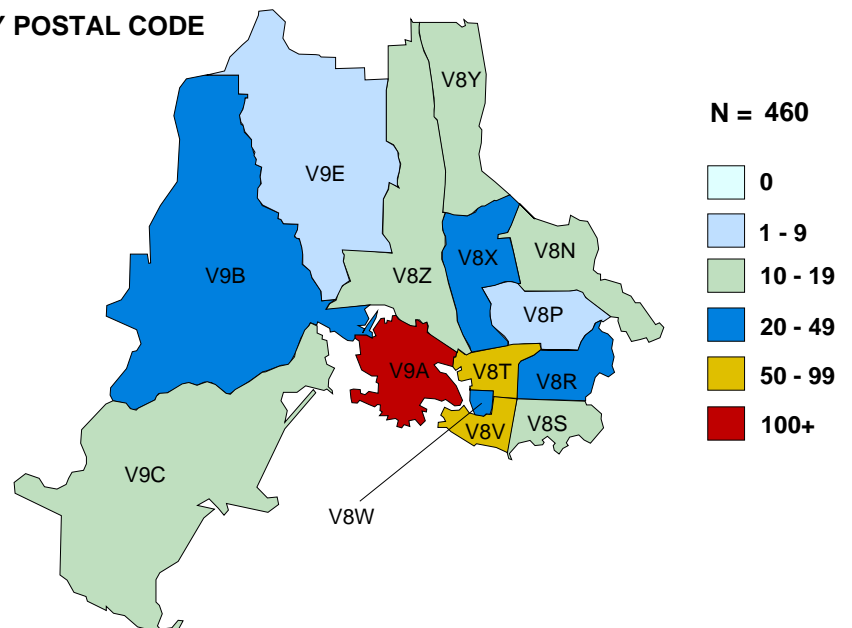 Y POSTAL CODE
V8Y
N = 460
V9E
0
1 - 9
V8N
V8X
V9B
V8Z
10 - 19
V8P
20 - 49
V9A
V8T
V8R
50 - 99
V8S
V8V
100+
V9C
V8W